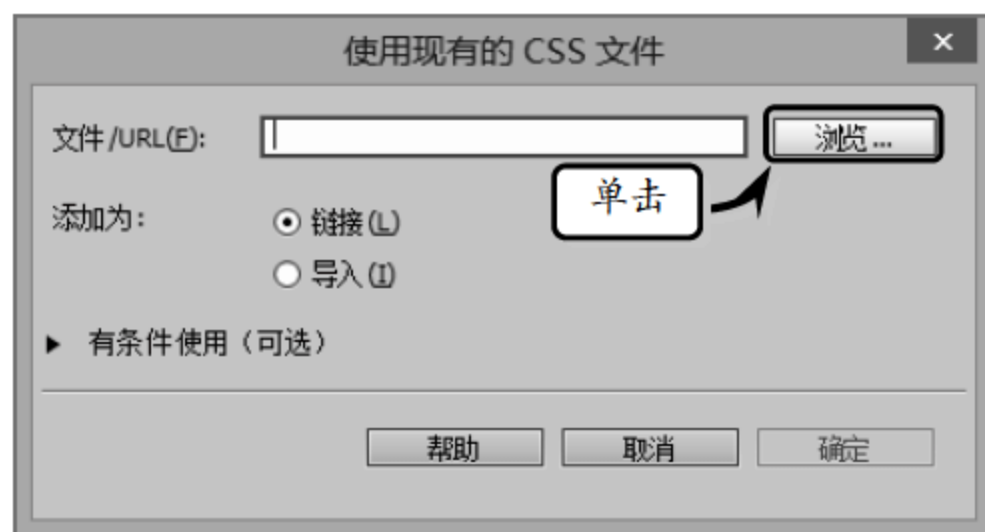 使用现有的 CSS 文件
×
文件/URL(F):
浏览...
单击
添加为:
链接(L)
导入(I)
有条件使用（可选）
帮助 取消 确定